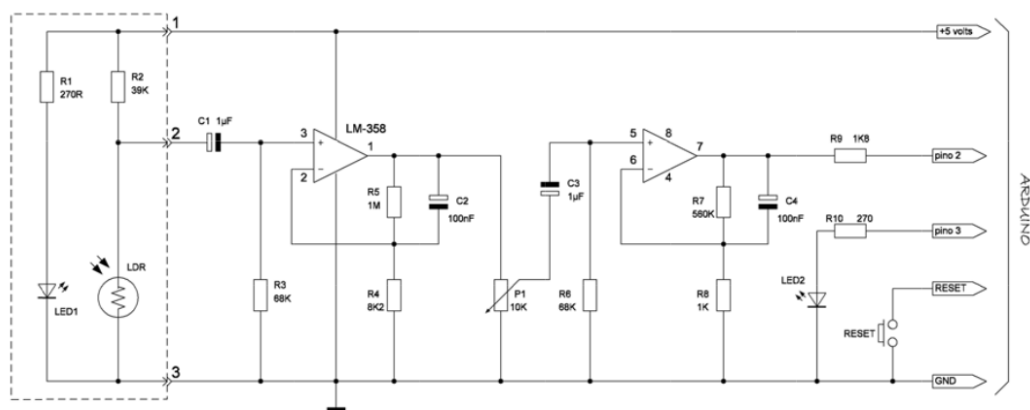 1
+5 volts
R1
270R
R2
39K
2
C1 1µF
3
+
LM-358
1
−
2
R5
1M
C2
100nF
C3
1µF
5
+
8
7
6
−
4
R9 1K8
pino 2
R7
560K
C4
100nF
R10 270
pino 3
LED1
LDR
R3
68K
R4
8K2
P1
10K
R6
68K
R8
1K
LED2
RESET
RESET
3
GND
ARDUINO